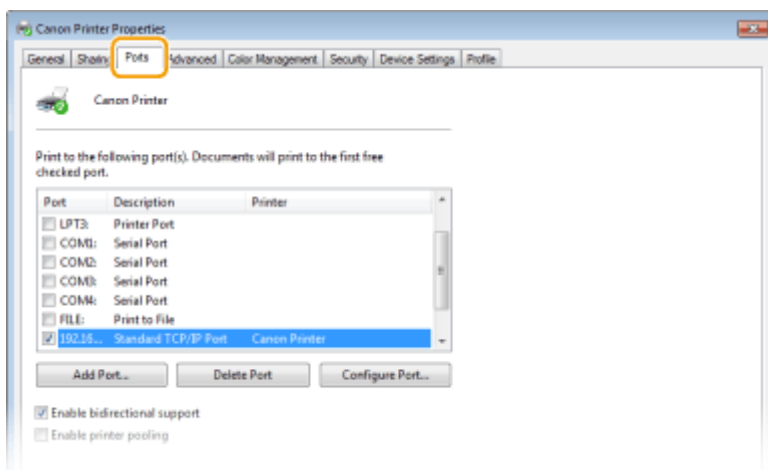 Canon Printer Properties
General Sharing Ports Advanced Color Management Security Device Settings Profile
Canon Printer
Print to the following port(s). Documents will print to the first free
checked port.
Port Description Printer
LPT3: Printer Port
COM1: Serial Port
COM2: Serial Port
COM3: Serial Port
COM4: Serial Port
FILE: Print to File
192.16... Standard TCP/IP Port Canon Printer
Add Port... Delete Port Configure Port...
Enable bidirectional support
Enable printer pooling